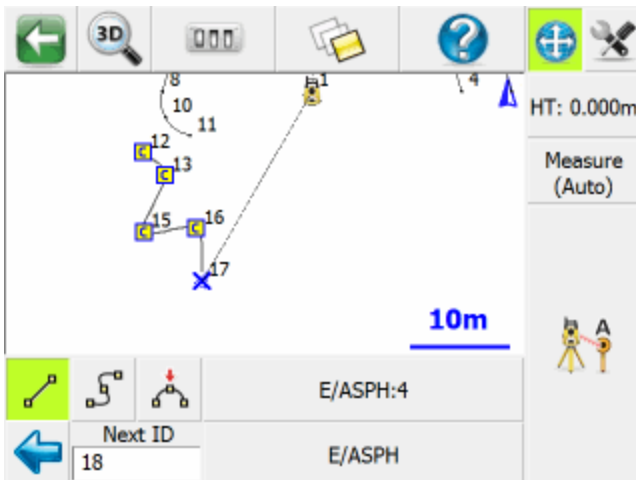 3D
HT: 0.000m
Measure
(Auto)
8
1
4
10
11
12
13
15
16
17
10m
A
E/ASPH:4
Next ID
18
E/ASPH